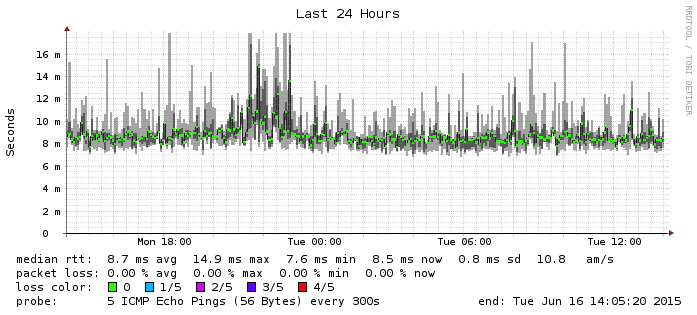 Last 24 Hours
RRDTOOL / TOBI OETIKER
Seconds
16 m
14 m
12 m
10 m
8 m
6 m
4 m
2 m
0
Mon 18:00 Tue 00:00 Tue 06:00 Tue 12:00
median rtt: 8.7 ms avg 14.9 ms max 7.6 ms min 8.5 ms now 0.8 ms sd 10.8 am/s
packet loss: 0.00 % avg 0.00 % max 0.00 % min 0.00 % now
loss color: 0 1/5 2/5 3/5 4/5
probe: 5 ICMP Echo Pings (56 Bytes) every 300s end: Tue Jun 16 14:05:20 2015